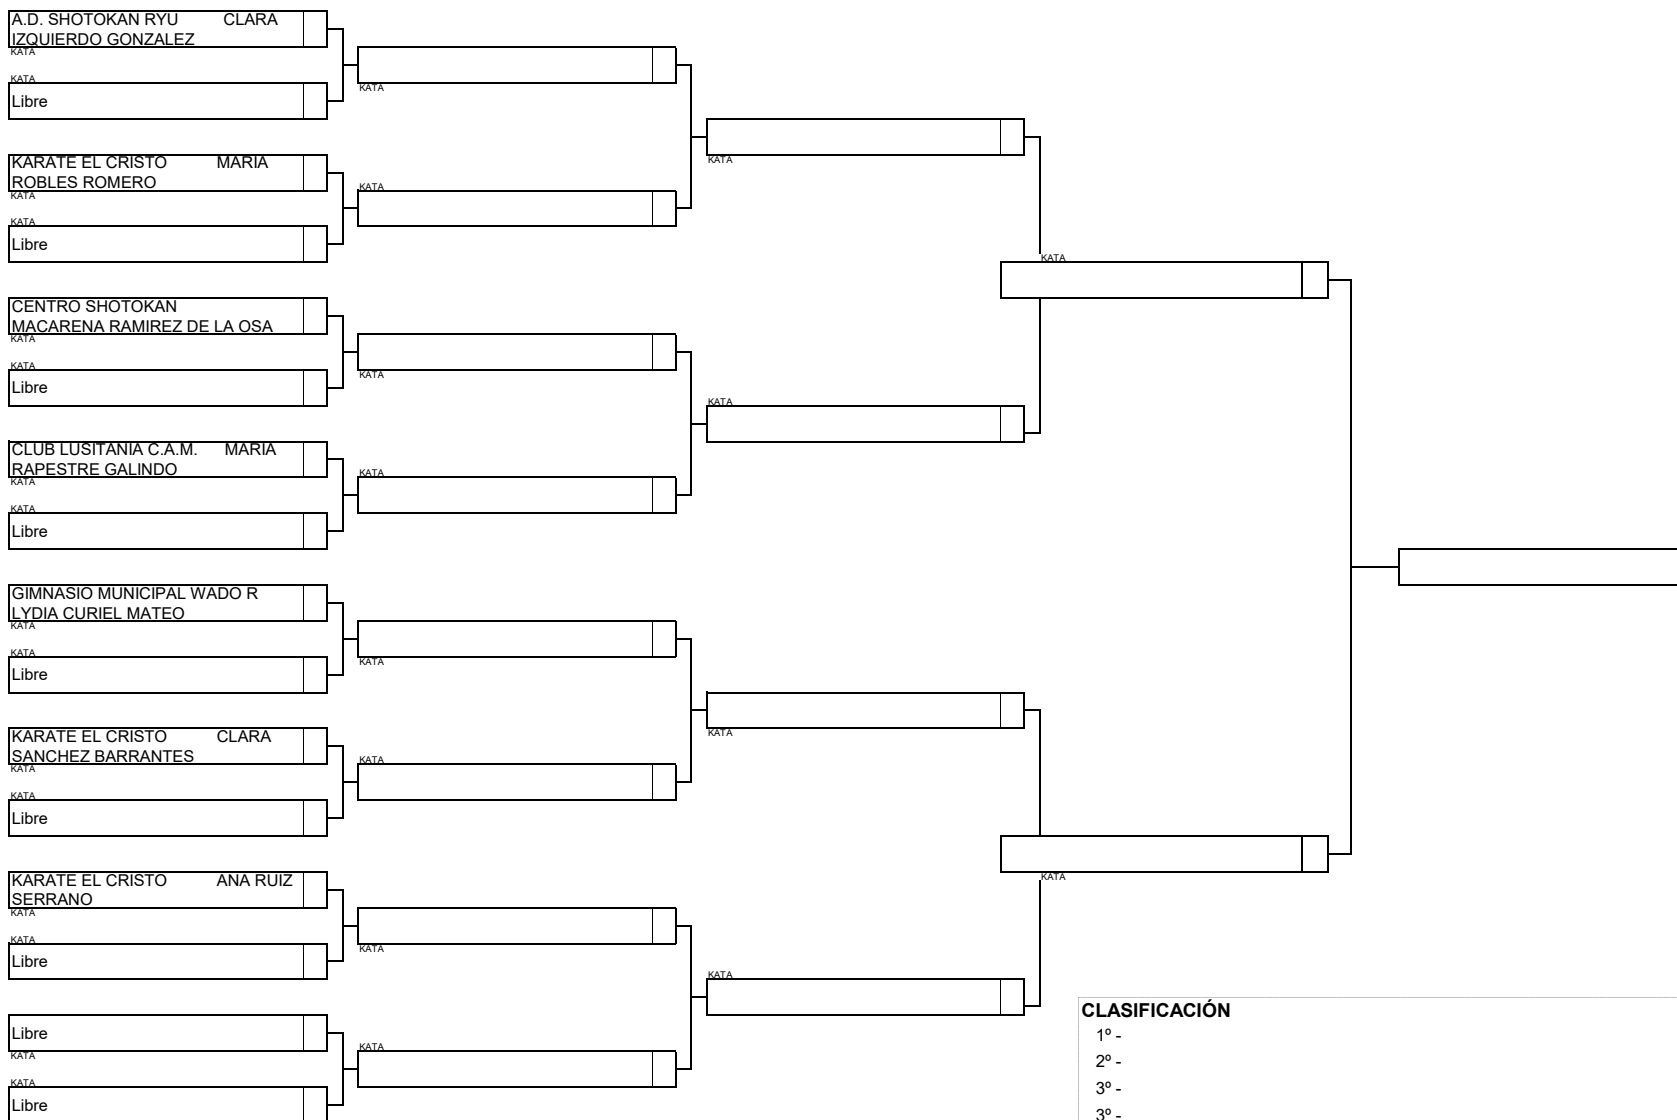 A.D. SHOTOKAN RYU CLARA
IZQUIERDO GONZALEZ
KATA
KATA
Libre
KARATE EL CRISTO MARIA
ROBLES ROMERO
KATA
KATA
Libre
CENTRO SHOTOKAN
MACARENA RAMIREZ DE LA OSA
KATA
KATA
Libre
CLUB LUSITANIA C.A.M. MARIA
RAPESTRE GALINDO
KATA
KATA
Libre
GIMNASIO MUNICIPAL WADO R
LYDIA CURIEL MATEO
KATA
KATA
Libre
KARATE EL CRISTO CLARA
SANCHEZ BARRANTES
KATA
KATA
Libre
KARATE EL CRISTO ANA RUIZ
SERRANO
KATA
KATA
Libre
Libre
KATA
KATA
Libre
KATA
KATA
KATA
KATA
KATA
KATA
KATA
KATA
KATA
KATA
KATA
KATA
KATA
KATA
CLASIFICACIÓN
1º -
2º -
3º -
3º -